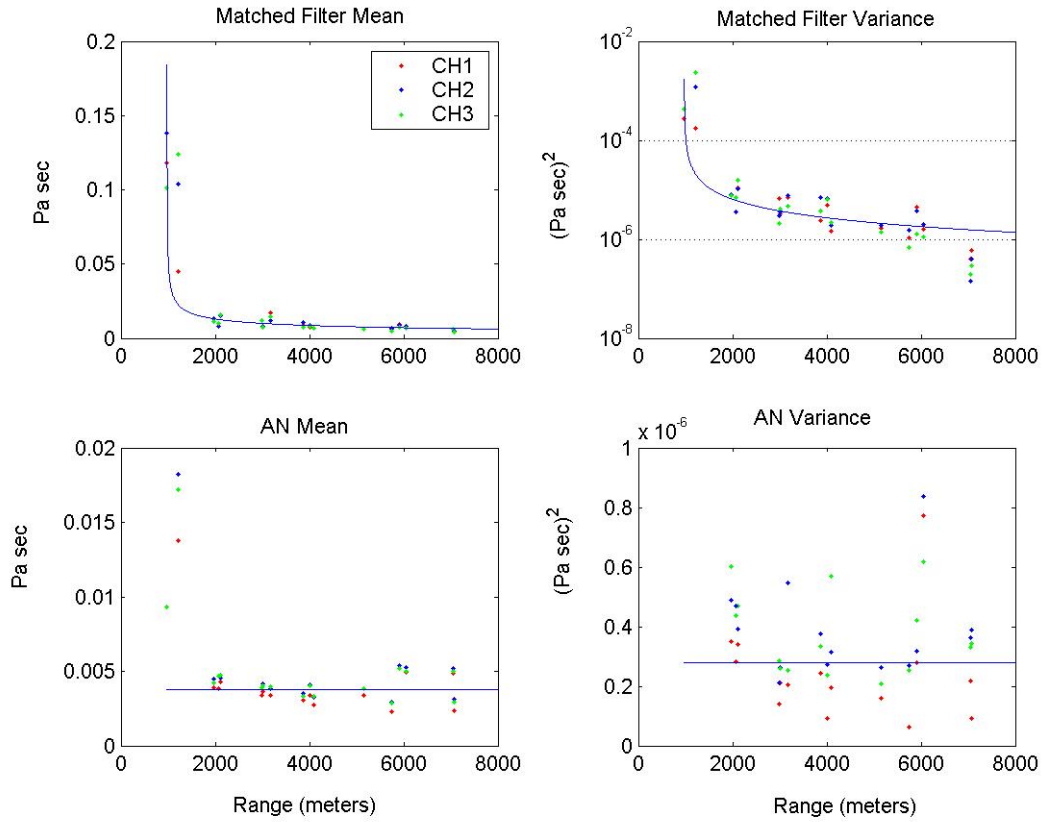 Matched Filter Mean
0.2
0.15
0.1
0.05
0
Pa sec
CH1
CH2
CH3
0 2000 4000 6000 8000
Matched Filter Variance
10^-2
10^-4
10^-6
10^-8
(Pa sec)^2
0 2000 4000 6000 8000
AN Mean
0.02
0.015
0.01
0.005
0
Pa sec
0 2000 4000 6000 8000
Range (meters)
AN Variance
x 10^-6
1
0.8
0.6
0.4
0.2
0
(Pa sec)^2
0 2000 4000 6000 8000
Range (meters)